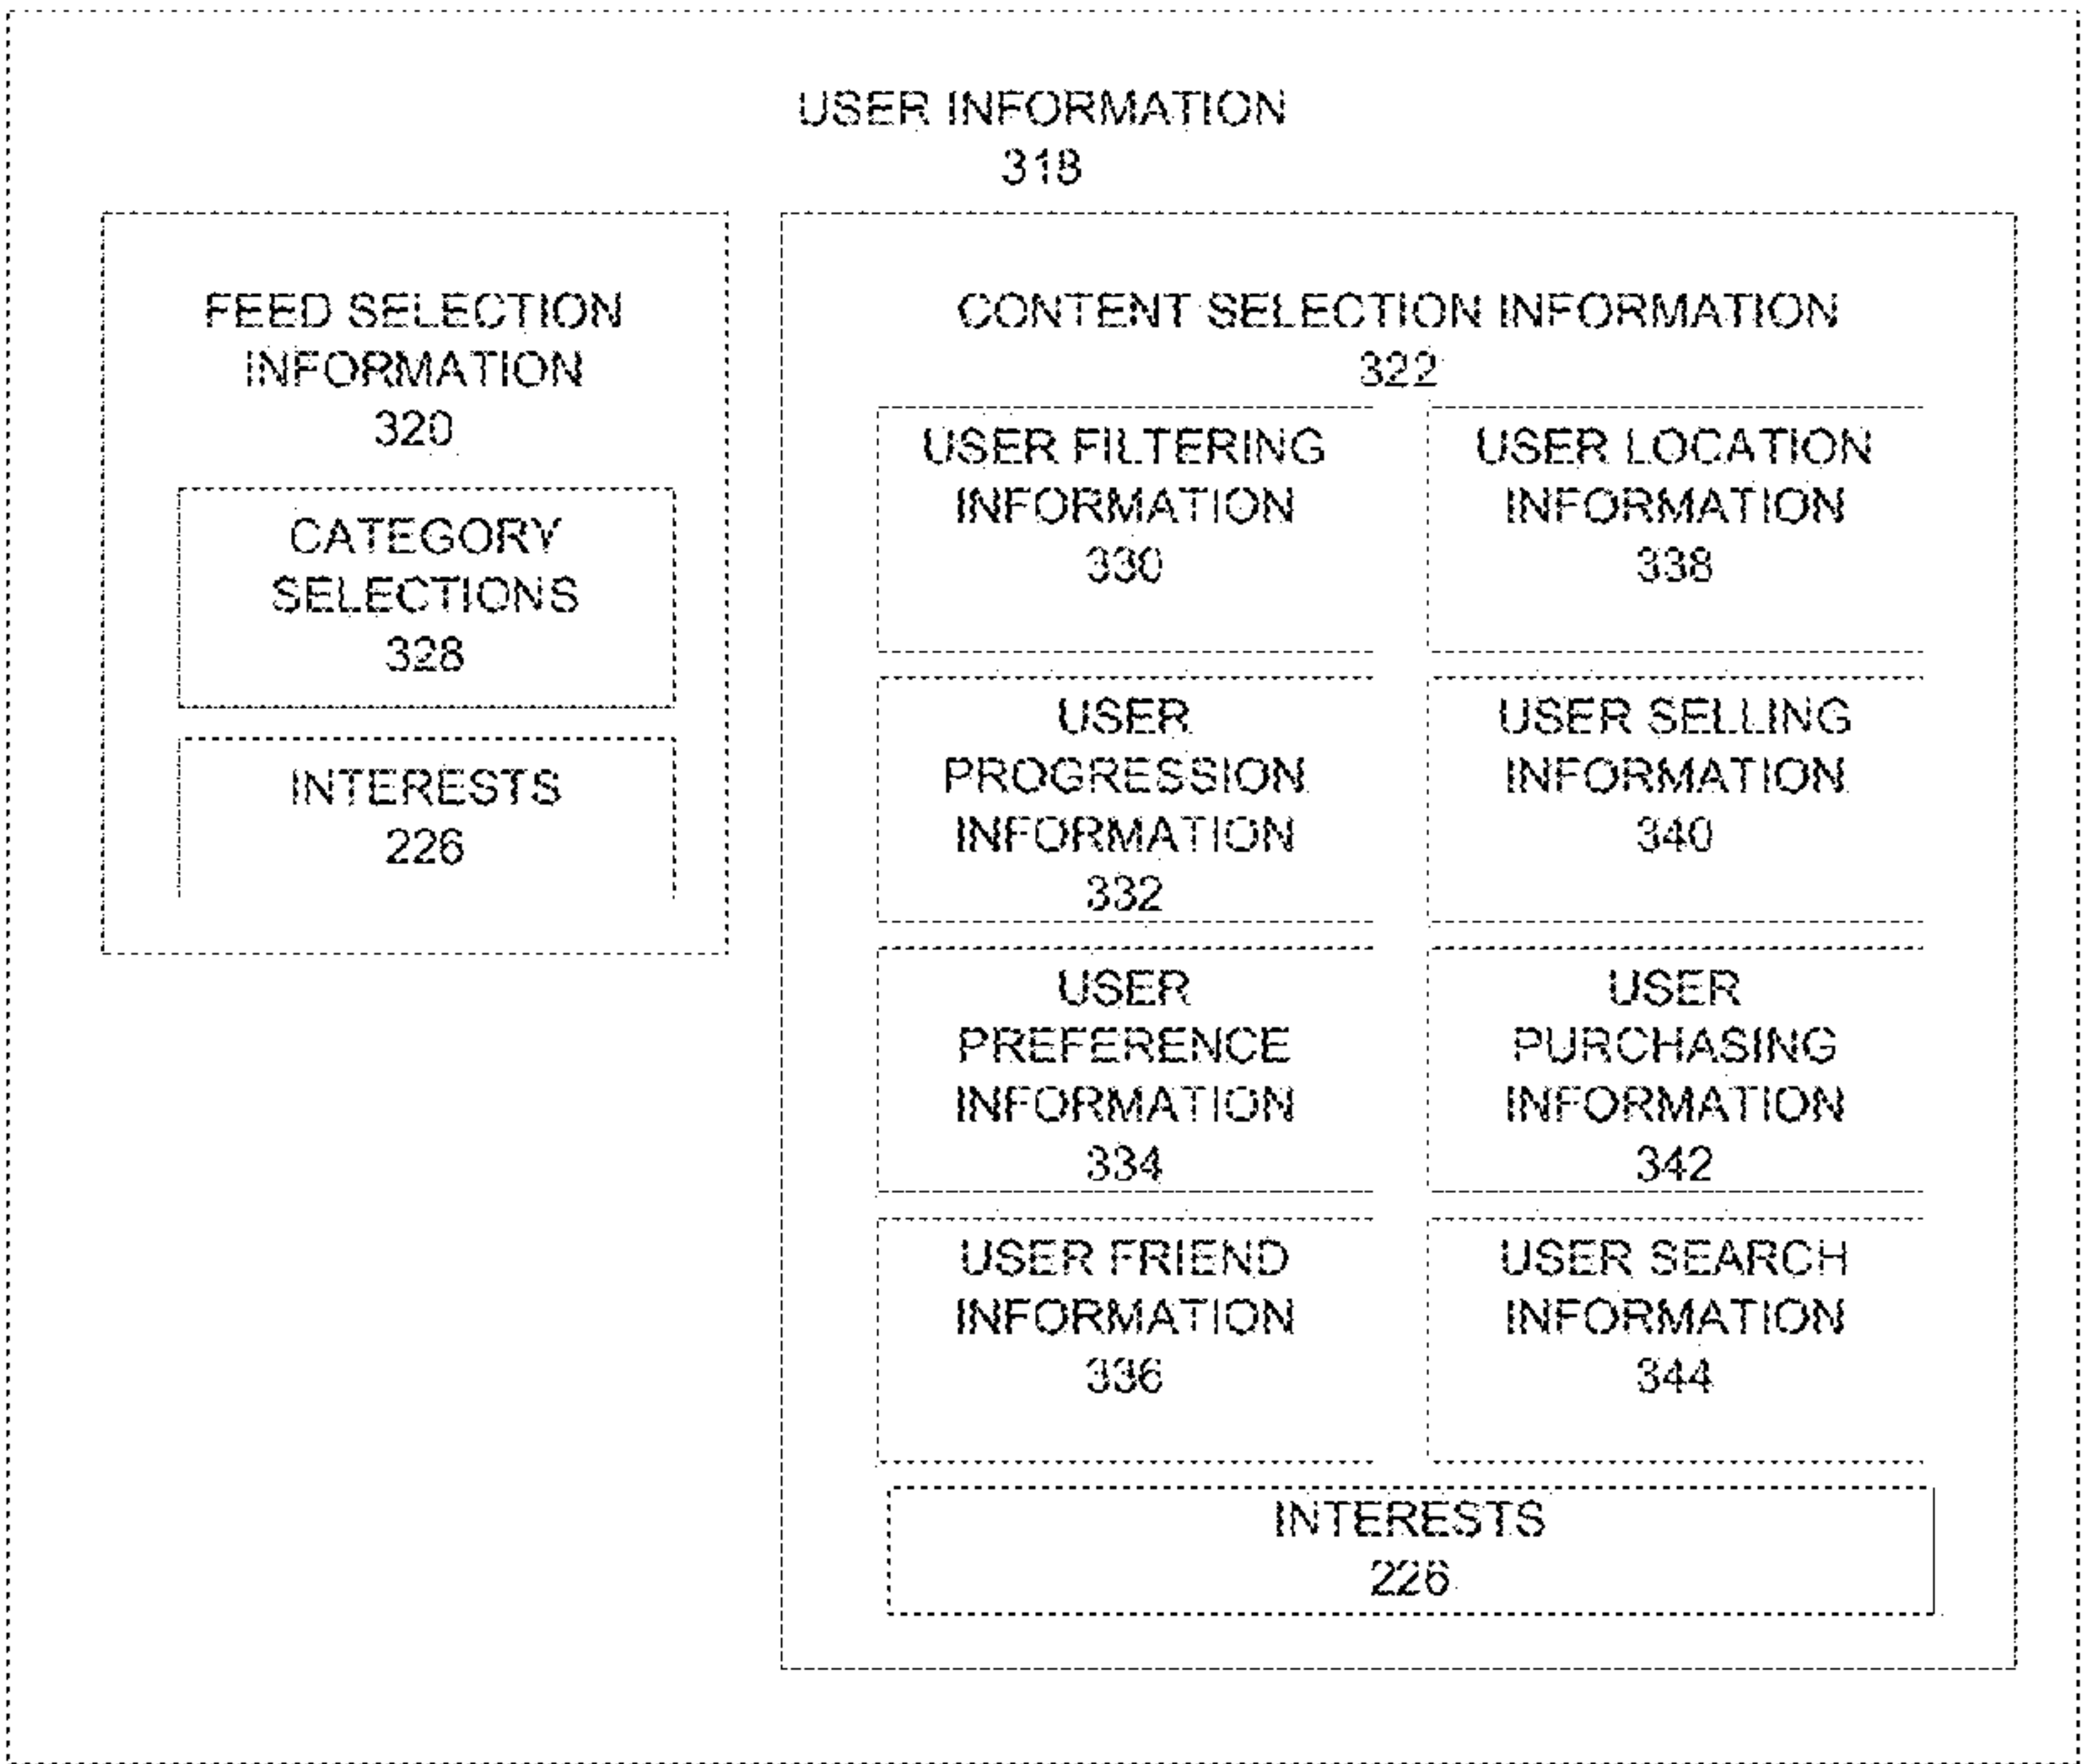 USER INFORMATION
318
FEED SELECTION
INFORMATION
320
CATEGORY
SELECTIONS
328
INTERESTS
226
CONTENT SELECTION INFORMATION
322
USER FILTERING
INFORMATION
330
USER LOCATION
INFORMATION
338
USER
PROGRESSION
INFORMATION
332
USER SELLING
INFORMATION
340
USER
PREFERENCE
INFORMATION
334
USER
PURCHASING
INFORMATION
342
USER FRIEND
INFORMATION
336
USER SEARCH
INFORMATION
344
INTERESTS
226